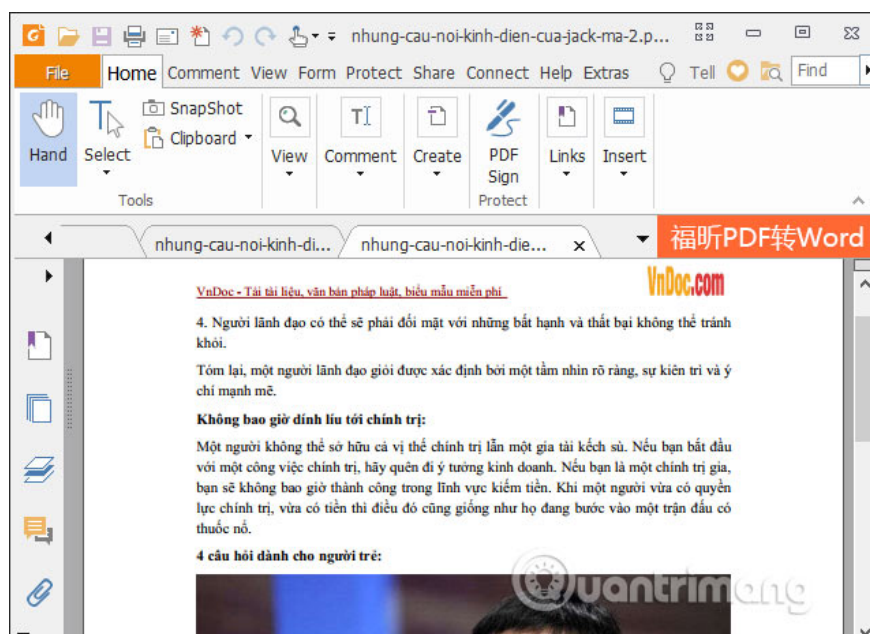 nhung-cau-noi-kinh-dien-cua-jack-ma-2.p...
File Home Comment View Form Protect Share Connect Help Extras Tell Find
SnapShot
Clipboard
Hand Select View Comment Create PDF Sign Links Insert
Tools Protect
nhung-cau-noi-kinh-di... nhung-cau-noi-kinh-die... x 福昕PDF转Word
VnDoc - Tải tài liệu, văn bản pháp luật, biểu mẫu miễn phí VnDoc.com
4. Người lãnh đạo có thể sẽ phải đối mặt với những bất hạnh và thất bại không thể tránh
khỏi.
Tóm lại, một người lãnh đạo giỏi được xác định bởi một tầm nhìn rõ ràng, sự kiên trì và ý
chí mạnh mẽ.
Không bao giờ dính líu tới chính trị:
Một người không thể sở hữu cả vị thế chính trị lẫn một gia tài kếch sù. Nếu bạn bắt đầu
với một công việc chính trị, hãy quên đi ý tưởng kinh doanh. Nếu bạn là một chính trị gia,
bạn sẽ không bao giờ thành công trong lĩnh vực kiếm tiền. Khi một người vừa có quyền
lực chính trị, vừa có tiền thì điều đó cũng giống như họ đang bước vào một trận đấu có
thuốc nổ.
4 câu hỏi dành cho người trẻ:
Quantrimang